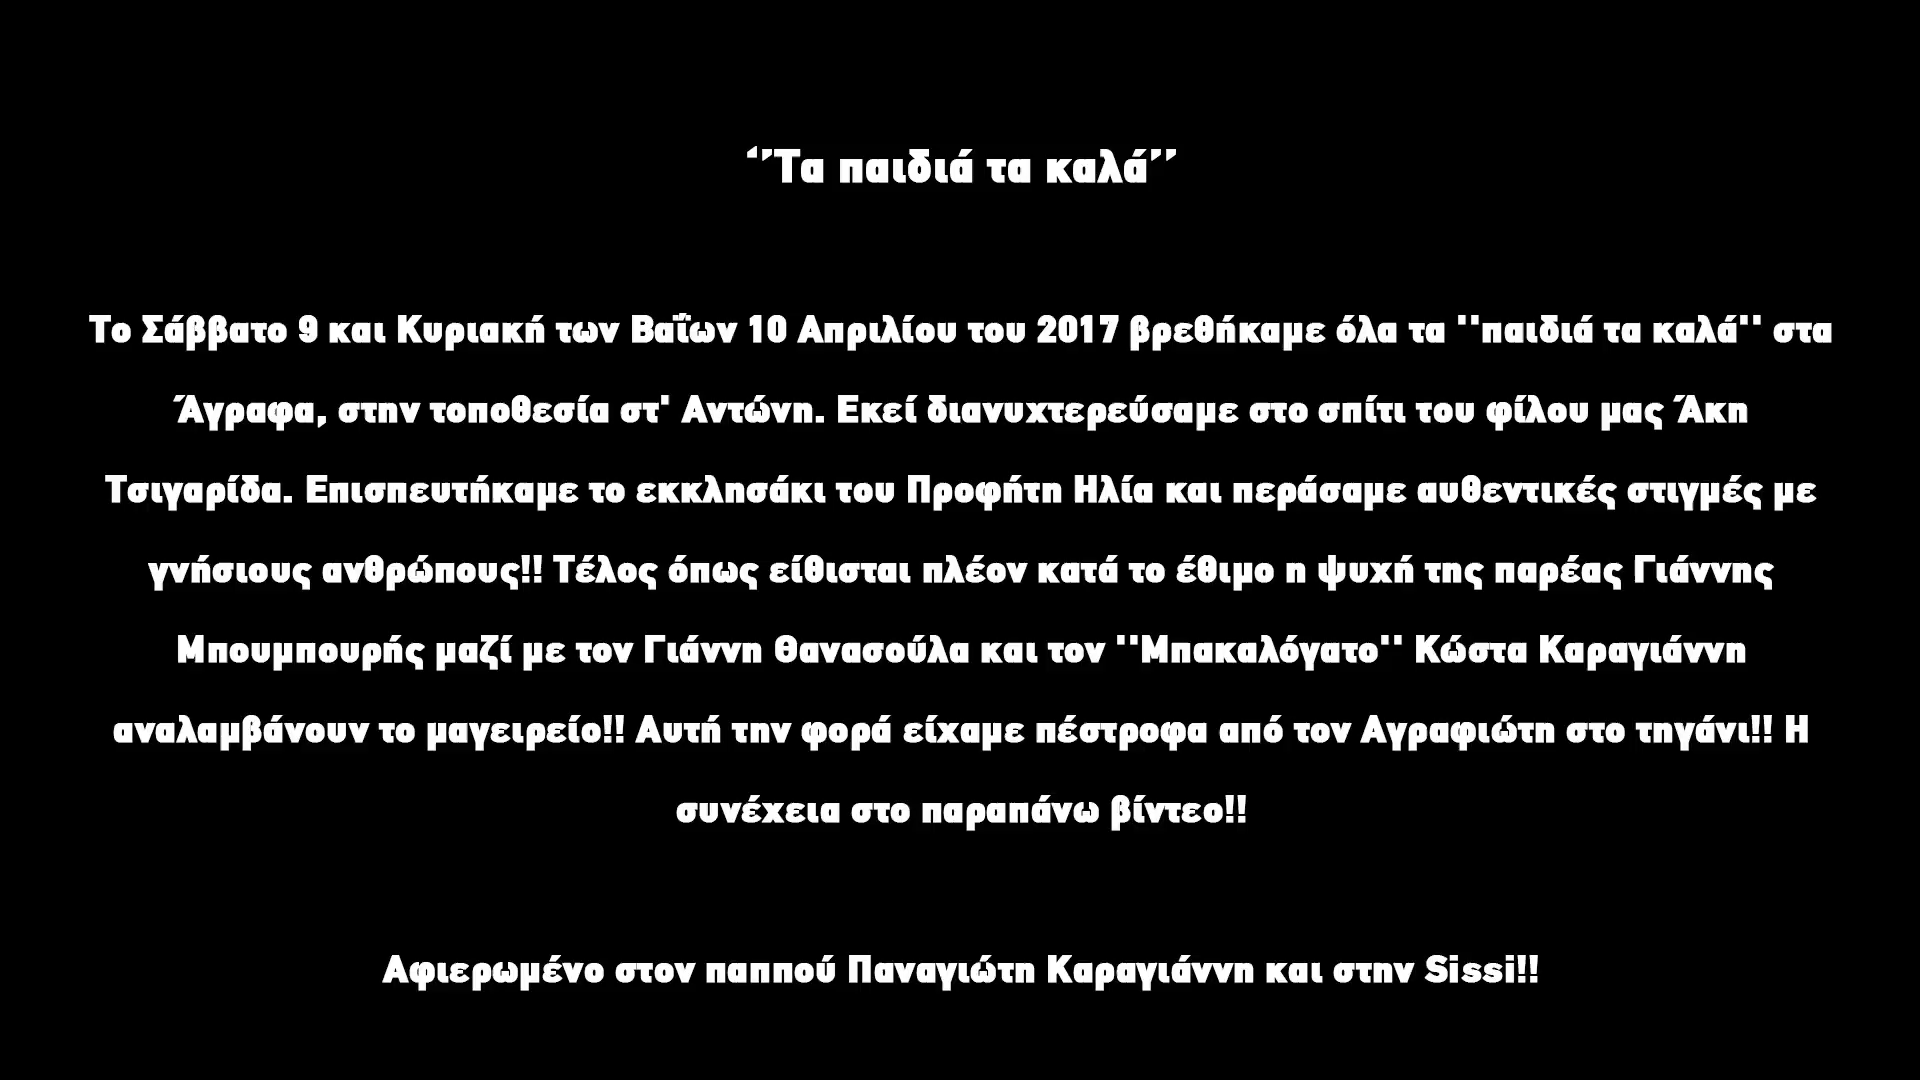 ‘’Τα παιδιά τα καλά’’
Το Σάββατο 9 και Κυριακή των Βαΐων 10 Απριλίου του 2017 βρεθήκαμε όλα τα ''παιδιά τα καλά'' στα
Άγραφα, στην τοποθεσία στ' Αντώνη. Εκεί διανυχτερεύσαμε στο σπίτι του φίλου μας Άκη
Τσιγαρίδα. Επισπευτήκαμε το εκκλησάκι του Προφήτη Ηλία και περάσαμε αυθεντικές στιγμές με
γνήσιους ανθρώπους!! Τέλος όπως είθισται πλέον κατά το έθιμο η ψυχή της παρέας Γιάννης
Μπουμπουρής μαζί με τον Γιάννη Θανασούλα και τον ''Μπακαλόγατο'' Κώστα Καραγιάννη
αναλαμβάνουν το μαγειρείο!! Αυτή την φορά είχαμε πέστροφα από τον Αγραφιώτη στο τηγάνι!! Η
συνέχεια στο παραπάνω βίντεο!!
Αφιερωμένο στον παππού Παναγιώτη Καραγιάννη και στην Sissi!!